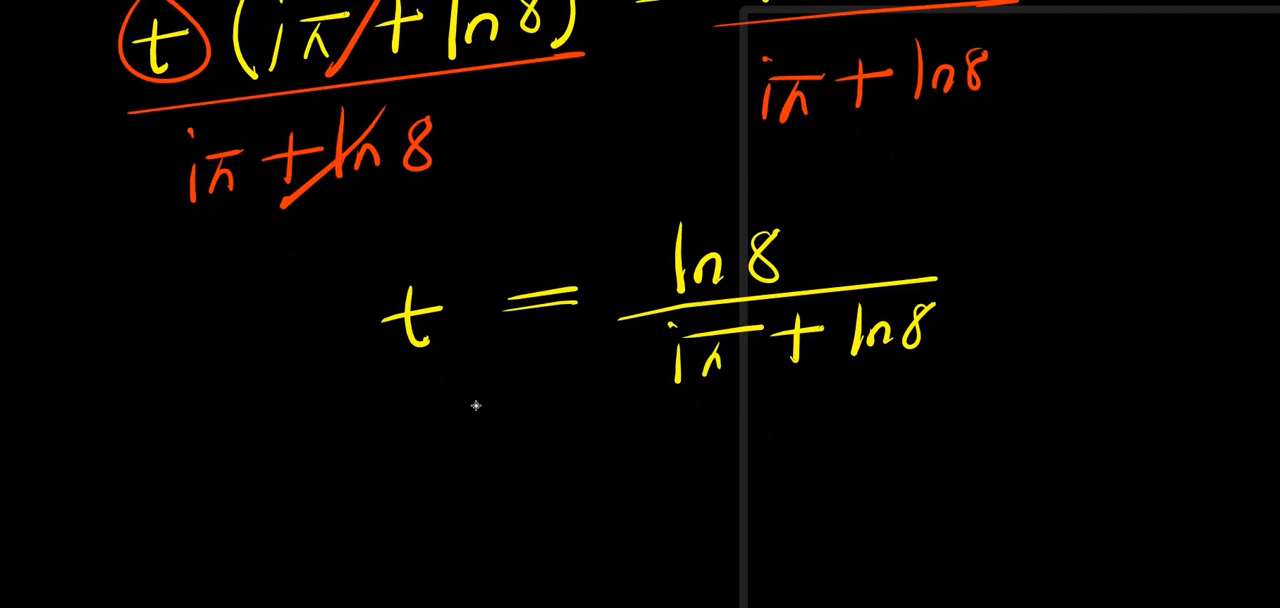 t (iπ + ln 8)
iπ + ln 8
iπ + ln 8
t = ln 8
iπ + ln 8